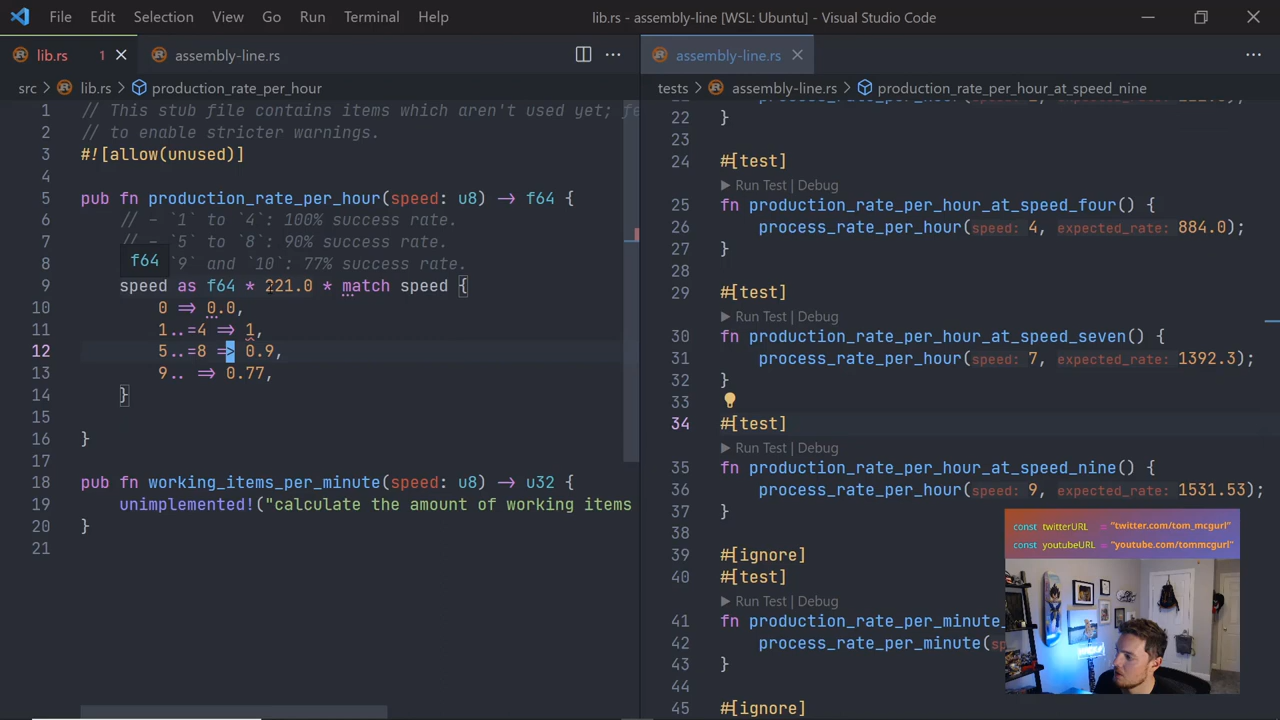 File Edit Selection View Go Run Terminal Help lib.rs - assembly-line [WSL: Ubuntu] - Visual Studio Code
lib.rs 1 assembly-line.rs
src > lib.rs > production_rate_per_hour
1 // This stub file contains items which aren't used yet;
2 // to enable stricter warnings.
3 #![allow(unused)]
4
5 pub fn production_rate_per_hour(speed: u8) -> f64 {
6 // - `1` to `4`: 100% success rate.
7 // - `5` to `8`: 90% success rate.
f64
8 `9` and `10`: 77% success rate.
9 speed as f64 * 221.0 * match speed {
10 0 => 0.0,
11 1..=4 => 1,
12 5..=8 => 0.9,
13 9.. => 0.77,
14 }
15
16 }
17
18 pub fn working_items_per_minute(speed: u8) -> u32 {
19 unimplemented!("calculate the amount of working items
20 }
21
assembly-line.rs
tests > assembly-line.rs > production_rate_per_hour_at_speed_nine
22 }
23
24 #[test]
Run Test | Debug
25 fn production_rate_per_hour_at_speed_four() {
26 process_rate_per_hour(speed: 4, expected_rate: 884.0);
27 }
28
29 #[test]
Run Test | Debug
30 fn production_rate_per_hour_at_speed_seven() {
31 process_rate_per_hour(speed: 7, expected_rate: 1392.3);
32 }
33
34 #[test]
Run Test | Debug
35 fn production_rate_per_hour_at_speed_nine() {
36 process_rate_per_hour(speed: 9, expected_rate: 1531.53);
37 }
38
39 #[ignore]
40 #[test]
Run Test | Debug
41 fn production_rate_per_minute_
42 process_rate_per_minute(
43 }
44
45 #[ignore]
const twitterURL = "twitter.com/tom_mcgurl"
const youtubeURL = "youtube.com/tommcgurl"